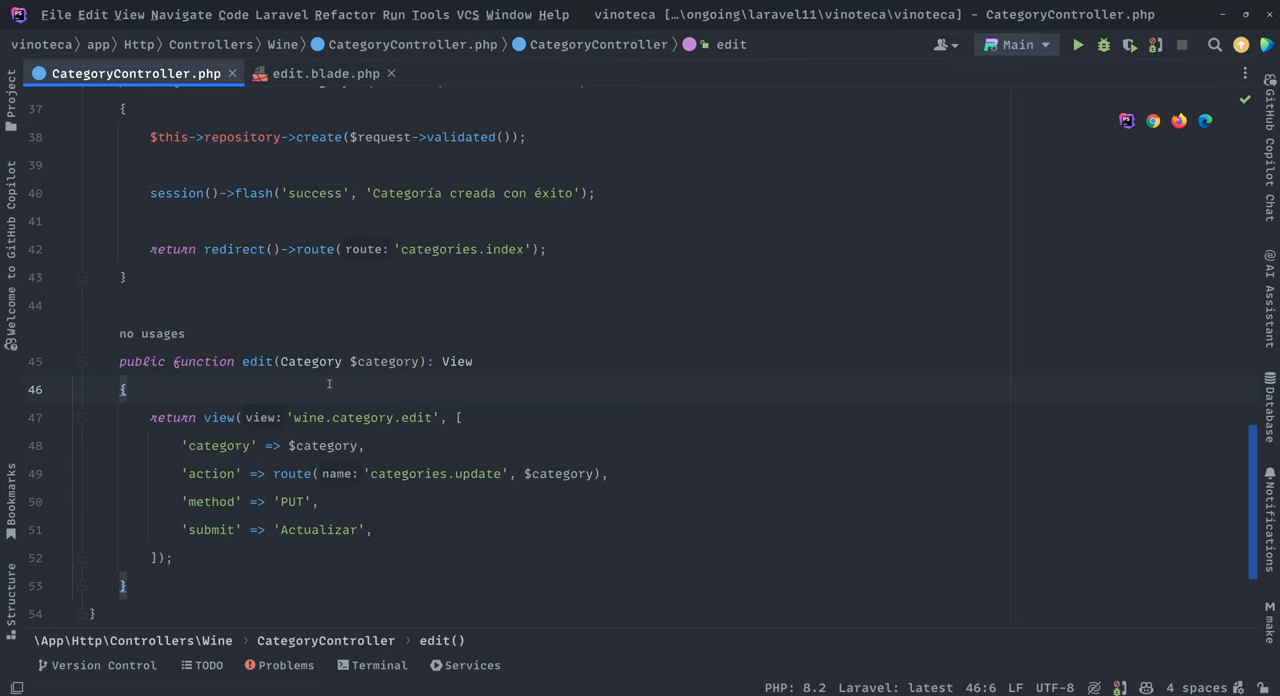 File Edit View Navigate Code Laravel Refactor Run Tools VCS Window Help vinoteca […\ongoing\laravel11\vinoteca\vinoteca] - CategoryController.php
vinoteca app Http Controllers Wine CategoryController.php CategoryController edit Main
CategoryController.php edit.blade.php
Project
Welcome to GitHub Copilot
Bookmarks
Structure
37 {
38 $this->repository->create($request->validated());
39
40 session()->flash('success', 'Categoría creada con éxito');
41
42 return redirect()->route( route: 'categories.index');
43 }
44
no usages
45 public function edit(Category $category): View
46 {
47 return view( view: 'wine.category.edit', [
48 'category' => $category,
49 'action' => route( name: 'categories.update', $category),
50 'method' => 'PUT',
51 'submit' => 'Actualizar',
52 ]);
53 }
54 }
GitHub Copilot Chat
AI Assistant
Database
Notifications
make
\App\Http\Controllers\Wine › CategoryController › edit()
Version Control TODO Problems Terminal Services
PHP: 8.2 Laravel: latest 46:6 LF UTF-8 4 spaces